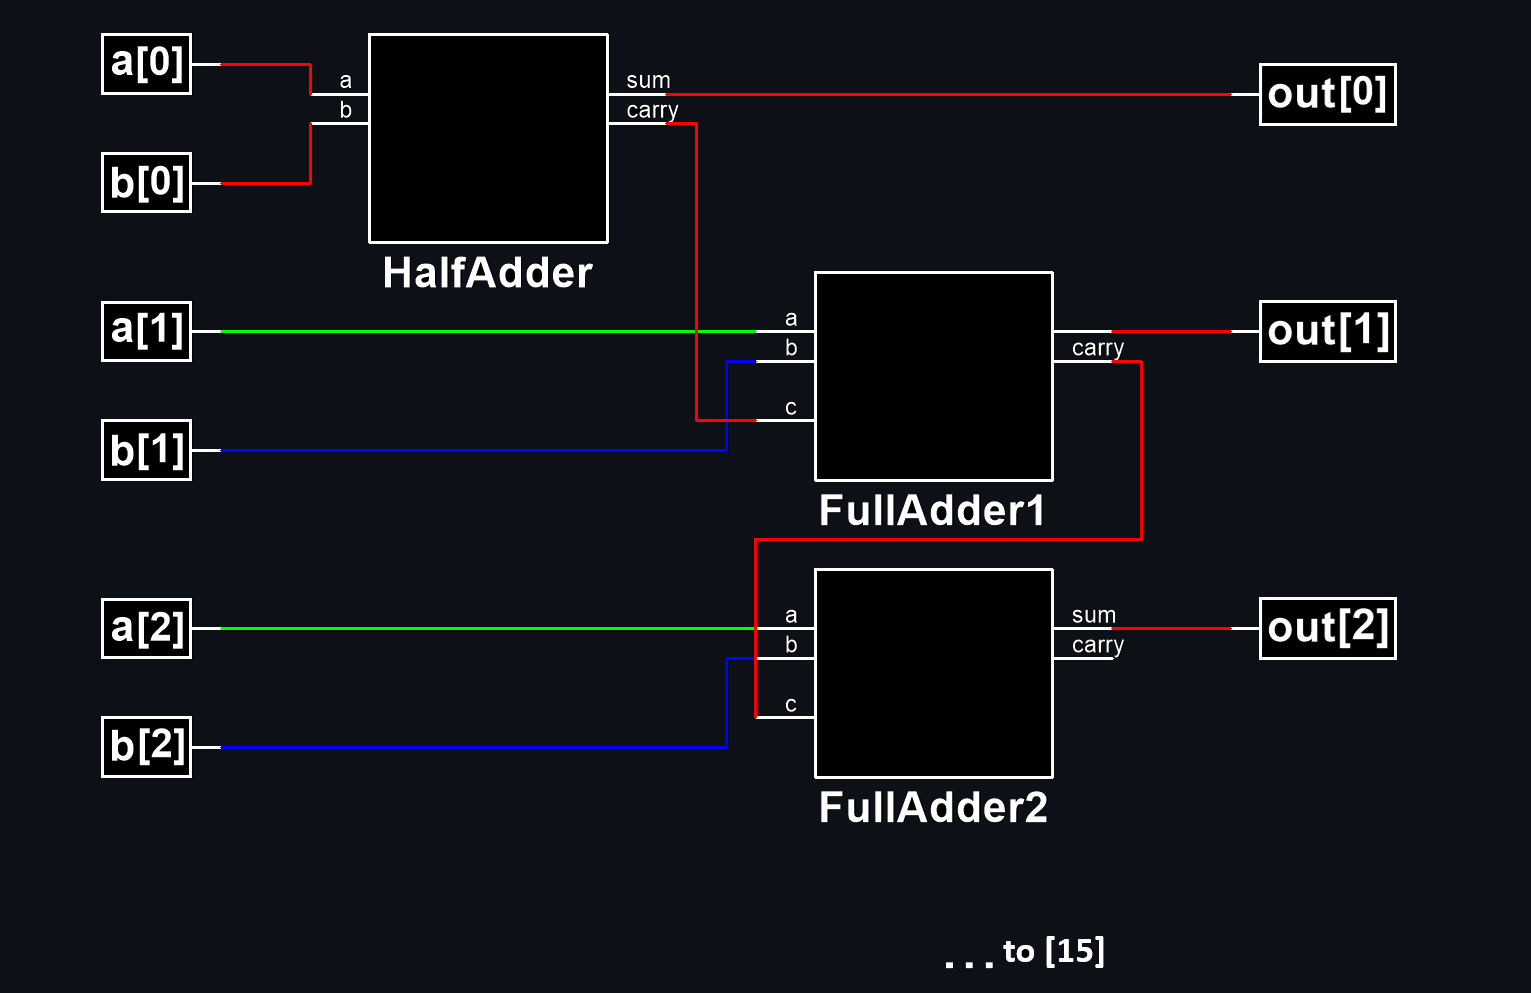 a[0]
a
b
sum
carry
out[0]
b[0]
HalfAdder
a[1]
a
b
c
carry
out[1]
b[1]
FullAdder1
a[2]
a
b
c
sum
carry
out[2]
b[2]
FullAdder2
... to [15]